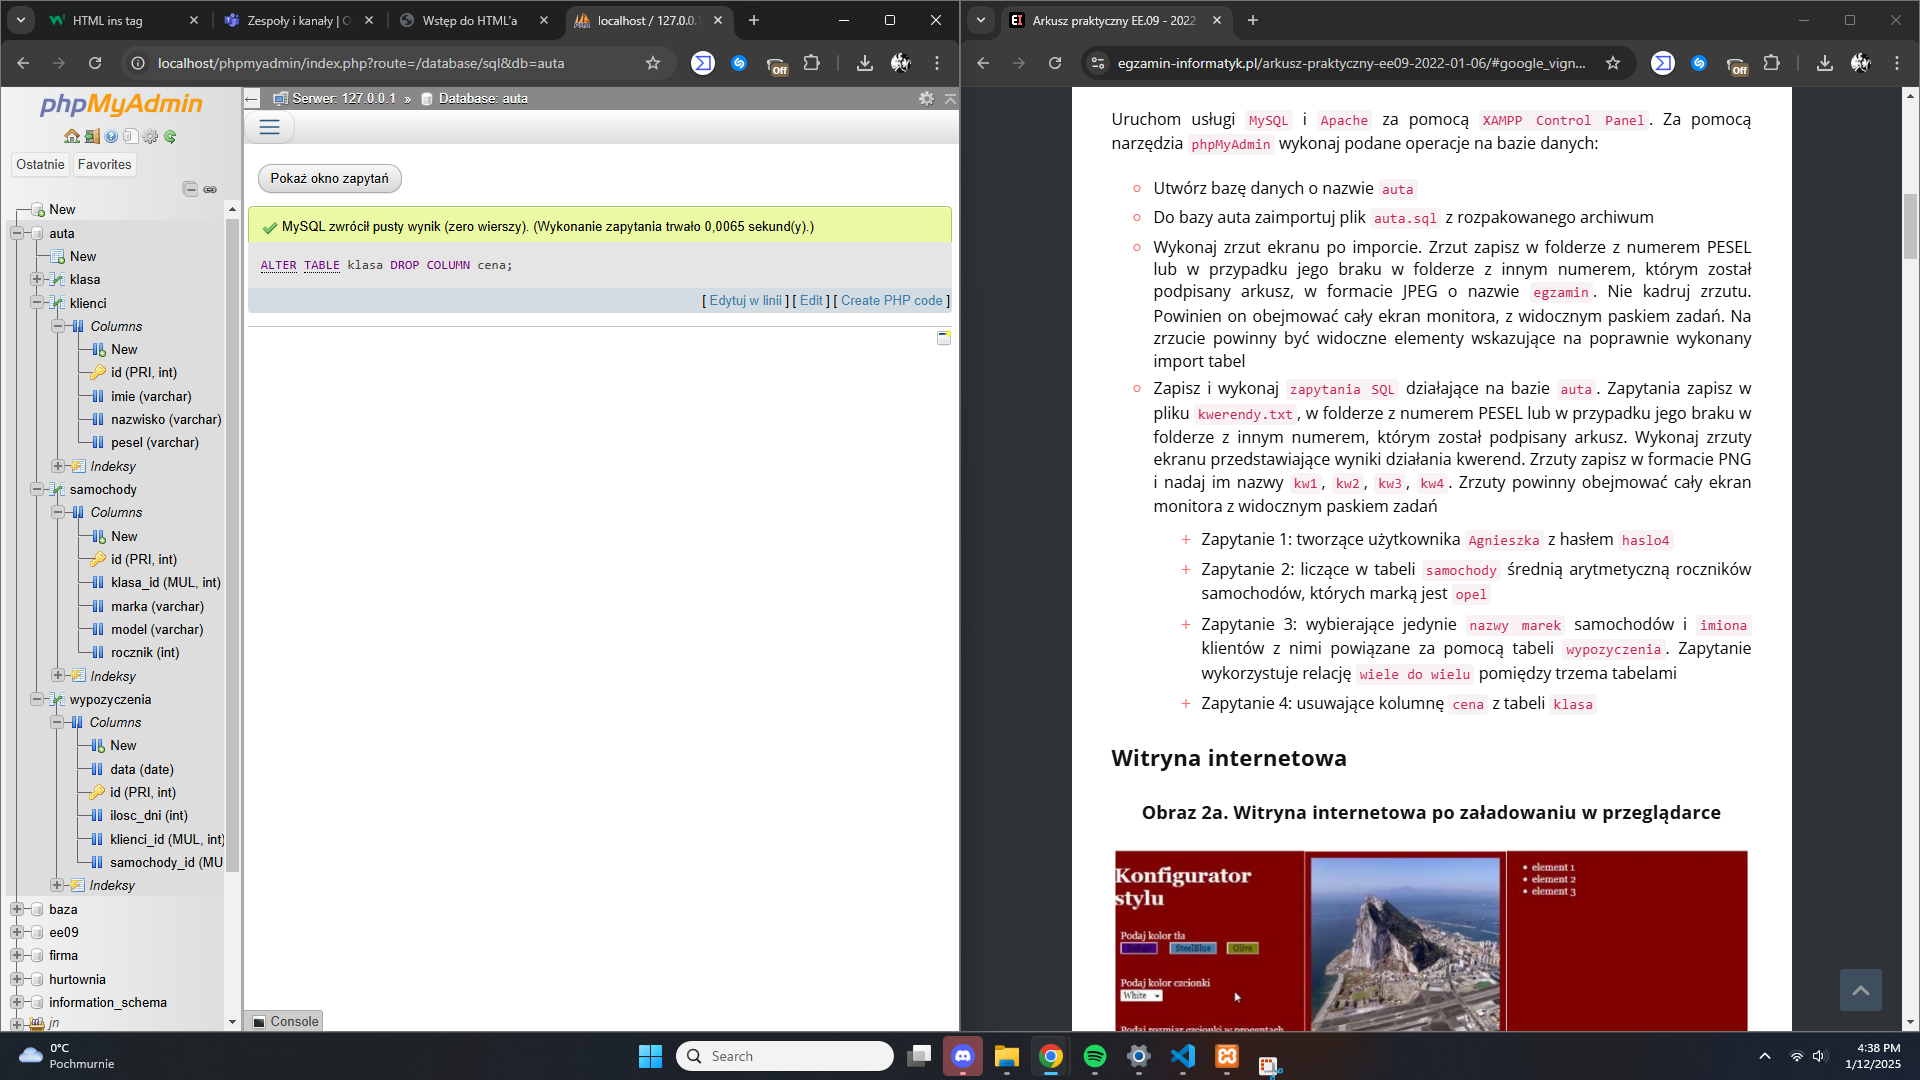 HTML ins tag
Zespoły i kanały | O
Wstęp do HTML'a
localhost / 127.0.0.1
localhost/phpmyadmin/index.php?route=/database/sql&db=auta
Off
phpMyAdmin
Ostatnie
Favorites
New
auta
New
klasa
klienci
Columns
New
id (PRI, int)
imie (varchar)
nazwisko (varchar)
pesel (varchar)
Indeksy
samochody
Columns
New
id (PRI, int)
klasa_id (MUL, int)
marka (varchar)
model (varchar)
rocznik (int)
Indeksy
wypozyczenia
Columns
New
data (date)
id (PRI, int)
ilosc_dni (int)
klienci_id (MUL, int)
samochody_id (MU
Indeksy
baza
ee09
firma
hurtownia
information_schema
jn
Serwer: 127.0.0.1 » Database: auta
Pokaż okno zapytań
MySQL zwrócił pusty wynik (zero wierszy). (Wykonanie zapytania trwało 0,0065 sekund(y).)
ALTER TABLE klasa DROP COLUMN cena;
[ Edytuj w linii ] [ Edit ] [ Create PHP code ]
Console
Arkusz praktyczny EE.09 - 2022
egzamin-informatyk.pl/arkusz-praktyczny-ee09-2022-01-06/#google_vign...
Off
Uruchom usługi MySQL i Apache za pomocą XAMPP Control Panel. Za pomocą
narzędzia phpMyAdmin wykonaj podane operacje na bazie danych:
Utwórz bazę danych o nazwie auta
Do bazy auta zaimportuj plik auta.sql z rozpakowanego archiwum
Wykonaj zrzut ekranu po imporcie. Zrzut zapisz w folderze z numerem PESEL
lub w przypadku jego braku w folderze z innym numerem, którym został
podpisany arkusz, w formacie JPEG o nazwie egzamin. Nie kadruj zrzutu.
Powinien on obejmować cały ekran monitora, z widocznym paskiem zadań. Na
zrzucie powinny być widoczne elementy wskazujące na poprawnie wykonany
import tabel
Zapisz i wykonaj zapytania SQL działające na bazie auta. Zapytania zapisz w
pliku kwerendy.txt, w folderze z numerem PESEL lub w przypadku jego braku w
folderze z innym numerem, którym został podpisany arkusz. Wykonaj zrzuty
ekranu przedstawiające wyniki działania kwerend. Zrzuty zapisz w formacie PNG
i nadaj im nazwy kw1, kw2, kw3, kw4. Zrzuty powinny obejmować cały ekran
monitora z widocznym paskiem zadań
+ Zapytanie 1: tworzące użytkownika Agnieszka z hasłem haslo4
+ Zapytanie 2: liczące w tabeli samochody średnią arytmetyczną roczników
samochodów, których marką jest opel
+ Zapytanie 3: wybierające jedynie nazwy marek samochodów i imiona
klientów z nimi powiązane za pomocą tabeli wypozyczenia. Zapytanie
wykorzystuje relację wiele do wielu pomiędzy trzema tabelami
+ Zapytanie 4: usuwające kolumnę cena z tabeli klasa
Witryna internetowa
Obraz 2a. Witryna internetowa po załadowaniu w przeglądarce
Konfigurator
stylu
Podaj kolor tła
SteelBlue
Olive
Podaj kolor czcionki
White
Podaj rozmiar czcionki w procentach
element 1
element 2
element 3
0°C
Pochmurnie
Search
4:38 PM
1/12/2025